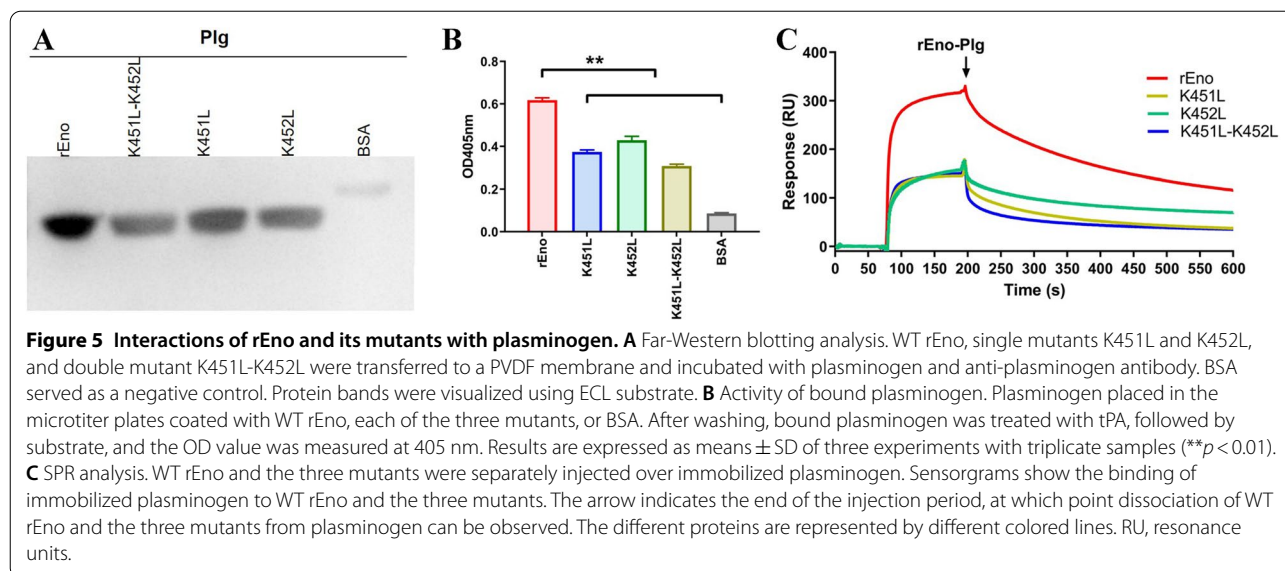 A
Plg
rEno
K451L-K452L
K451L
K452L
BSA
B
**
0.8
0.6
0.4
0.2
0.0
OD405nm
rEno
K451L
K452L
K451L-K452L
BSA
C
rEno-Plg
400
300
200
100
0
Response (RU)
0 50 100 150 200 250 300 350 400 450 500 550 600
Time (s)
rEno
K451L
K452L
K451L-K452L
Figure 5 Interactions of rEno and its mutants with plasminogen. A Far-Western blotting analysis. WT rEno, single mutants K451L and K452L,
and double mutant K451L-K452L were transferred to a PVDF membrane and incubated with plasminogen and anti-plasminogen antibody. BSA
served as a negative control. Protein bands were visualized using ECL substrate. B Activity of bound plasminogen. Plasminogen placed in the
microtiter plates coated with WT rEno, each of the three mutants, or BSA. After washing, bound plasminogen was treated with tPA, followed by
substrate, and the OD value was measured at 405 nm. Results are expressed as means ± SD of three experiments with triplicate samples (**p < 0.01).
C SPR analysis. WT rEno and the three mutants were separately injected over immobilized plasminogen. Sensorgrams show the binding of
immobilized plasminogen to WT rEno and the three mutants. The arrow indicates the end of the injection period, at which point dissociation of WT
rEno and the three mutants from plasminogen can be observed. The different proteins are represented by different colored lines. RU, resonance
units.